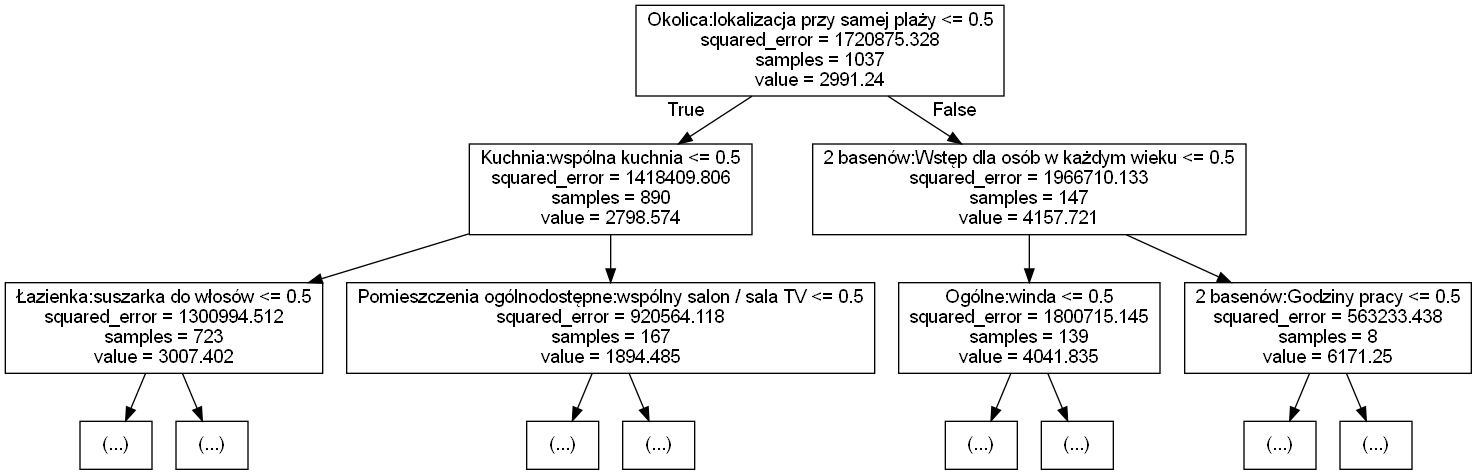 Okolica:lokalizacja przy samej plaży <= 0.5
squared_error = 1720875.328
samples = 1037
value = 2991.24
True
False
Kuchnia:wspólna kuchnia <= 0.5
squared_error = 1418409.806
samples = 890
value = 2798.574
2 basenów:Wstęp dla osób w każdym wieku <= 0.5
squared_error = 1966710.133
samples = 147
value = 4157.721
Łazienka:suszarka do włosów <= 0.5
squared_error = 1300994.512
samples = 723
value = 3007.402
Pomieszczenia ogólnodostępne:wspólny salon / sala TV <= 0.5
squared_error = 920564.118
samples = 167
value = 1894.485
Ogólne:winda <= 0.5
squared_error = 1800715.145
samples = 139
value = 4041.835
2 basenów:Godziny pracy <= 0.5
squared_error = 563233.438
samples = 8
value = 6171.25
(...)
(...)
(...)
(...)
(...)
(...)
(...)
(...)